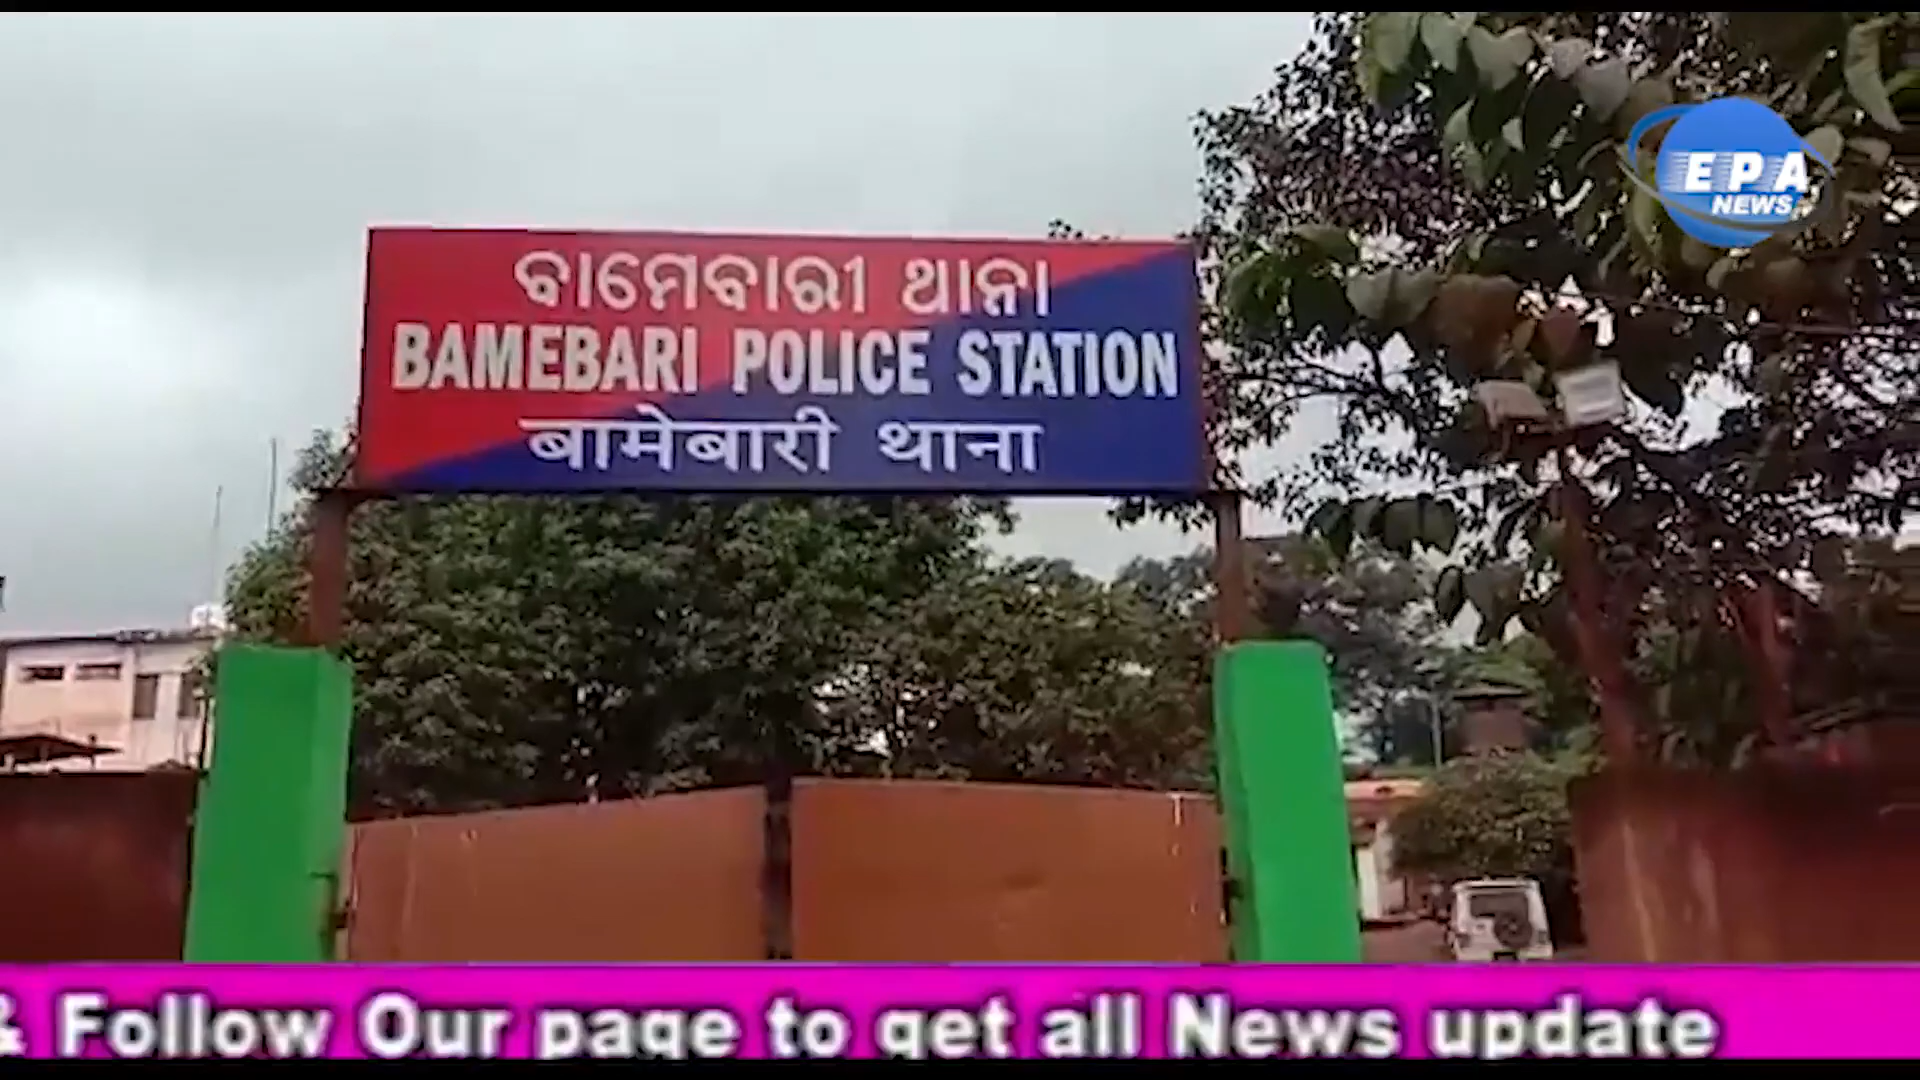 EPA
NEWS
ବାମେବାରୀ ଥାନା
BAMEBARI POLICE STATION
बामेबारी थाना
& Follow Our page to get all News update